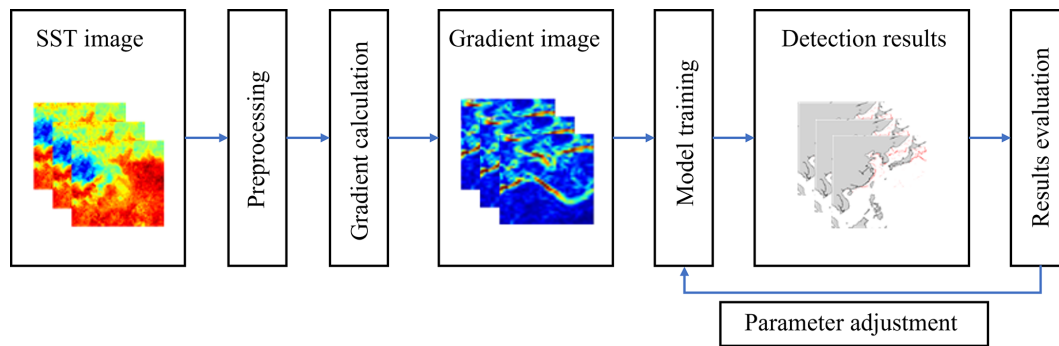 SST image
Preprocessing
Gradient calculation
Gradient image
Model training
Detection results
Results evaluation
Parameter adjustment